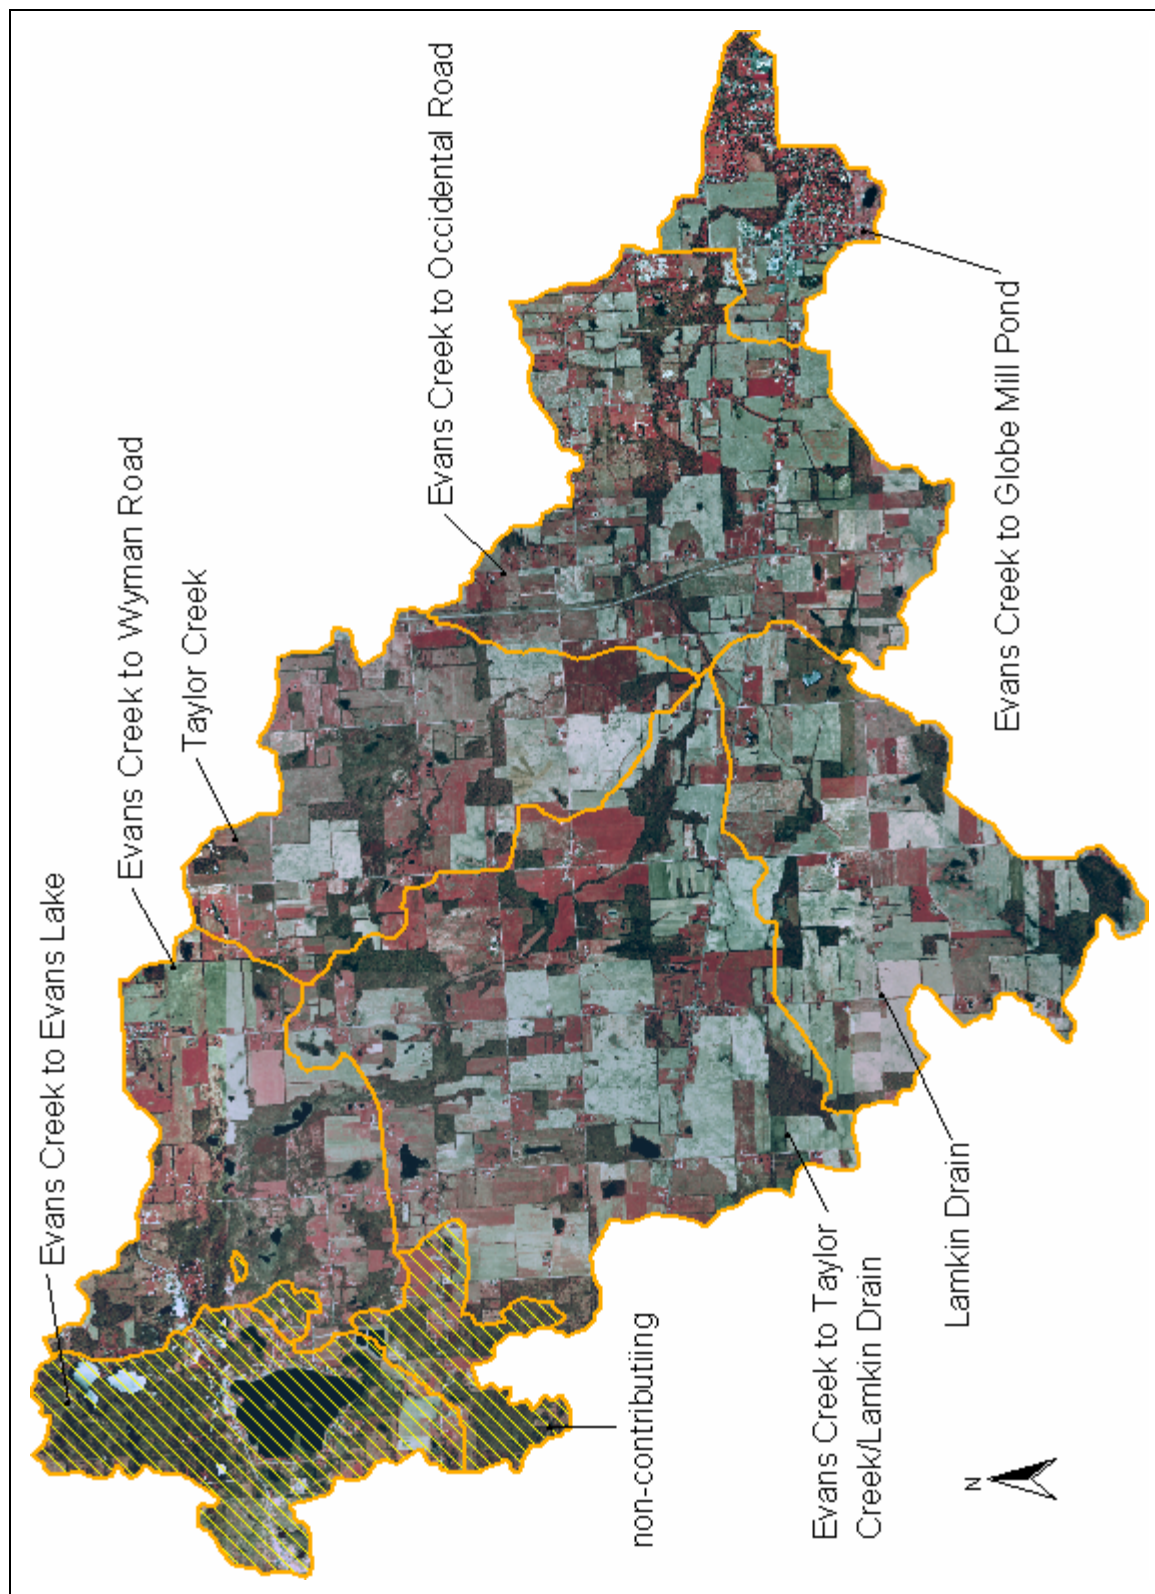 Evans Creek to Evans Lake
Evans Creek to Wyman Road
Taylor Creek
Evans Creek to Occidental Road
non-contributiing
Evans Creek to Taylor
Creek/Lamkin Drain
Lamkin Drain
Evans Creek to Globe Mill Pond
N